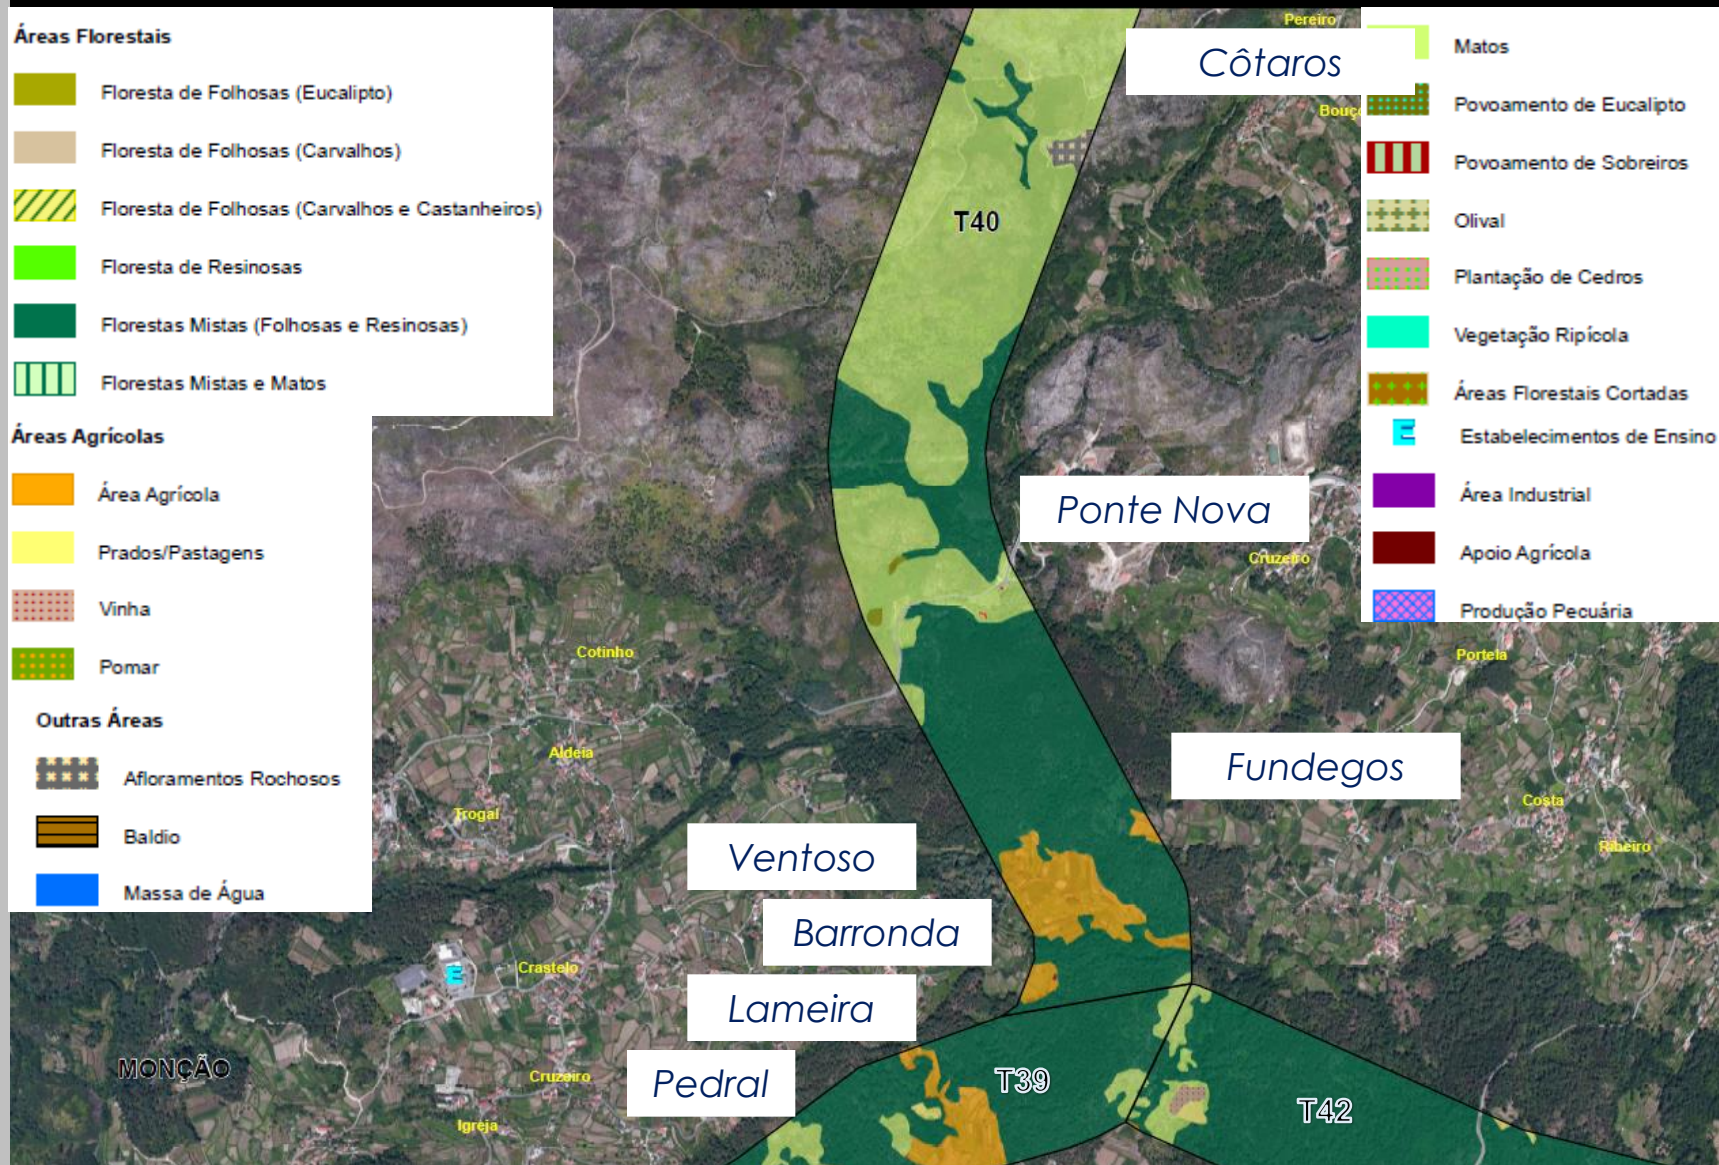 Áreas Florestais
Floresta de Folhosas (Eucalipto)
Floresta de Folhosas (Carvalhos)
Floresta de Folhosas (Carvalhos e Castanheiros)
Floresta de Resinosas
Florestas Mistas (Folhosas e Resinosas)
Florestas Mistas e Matos
Áreas Agrícolas
Área Agrícola
Prados/Pastagens
Vinha
Pomar
Outras Áreas
Afloramentos Rochosos
Baldio
Massa de Água
Matos
Povoamento de Eucalipto
Povoamento de Sobreiros
Olival
Plantação de Cedros
Vegetação Ripícola
Áreas Florestais Cortadas
E Estabelecimentos de Ensino
Área Industrial
Apoio Agrícola
Produção Pecuária
Pereiro
Côtaros
T40
Ponte Nova
Cruzeiro
Cotinho
Portela
Aldeia
Fundegos
Trogal
Costa
Ribeiro
Ventoso
Barronda
E
Crastelo
Lameira
MONÇÃO
Cruzeiro
Pedral
T39
T42
Igreja